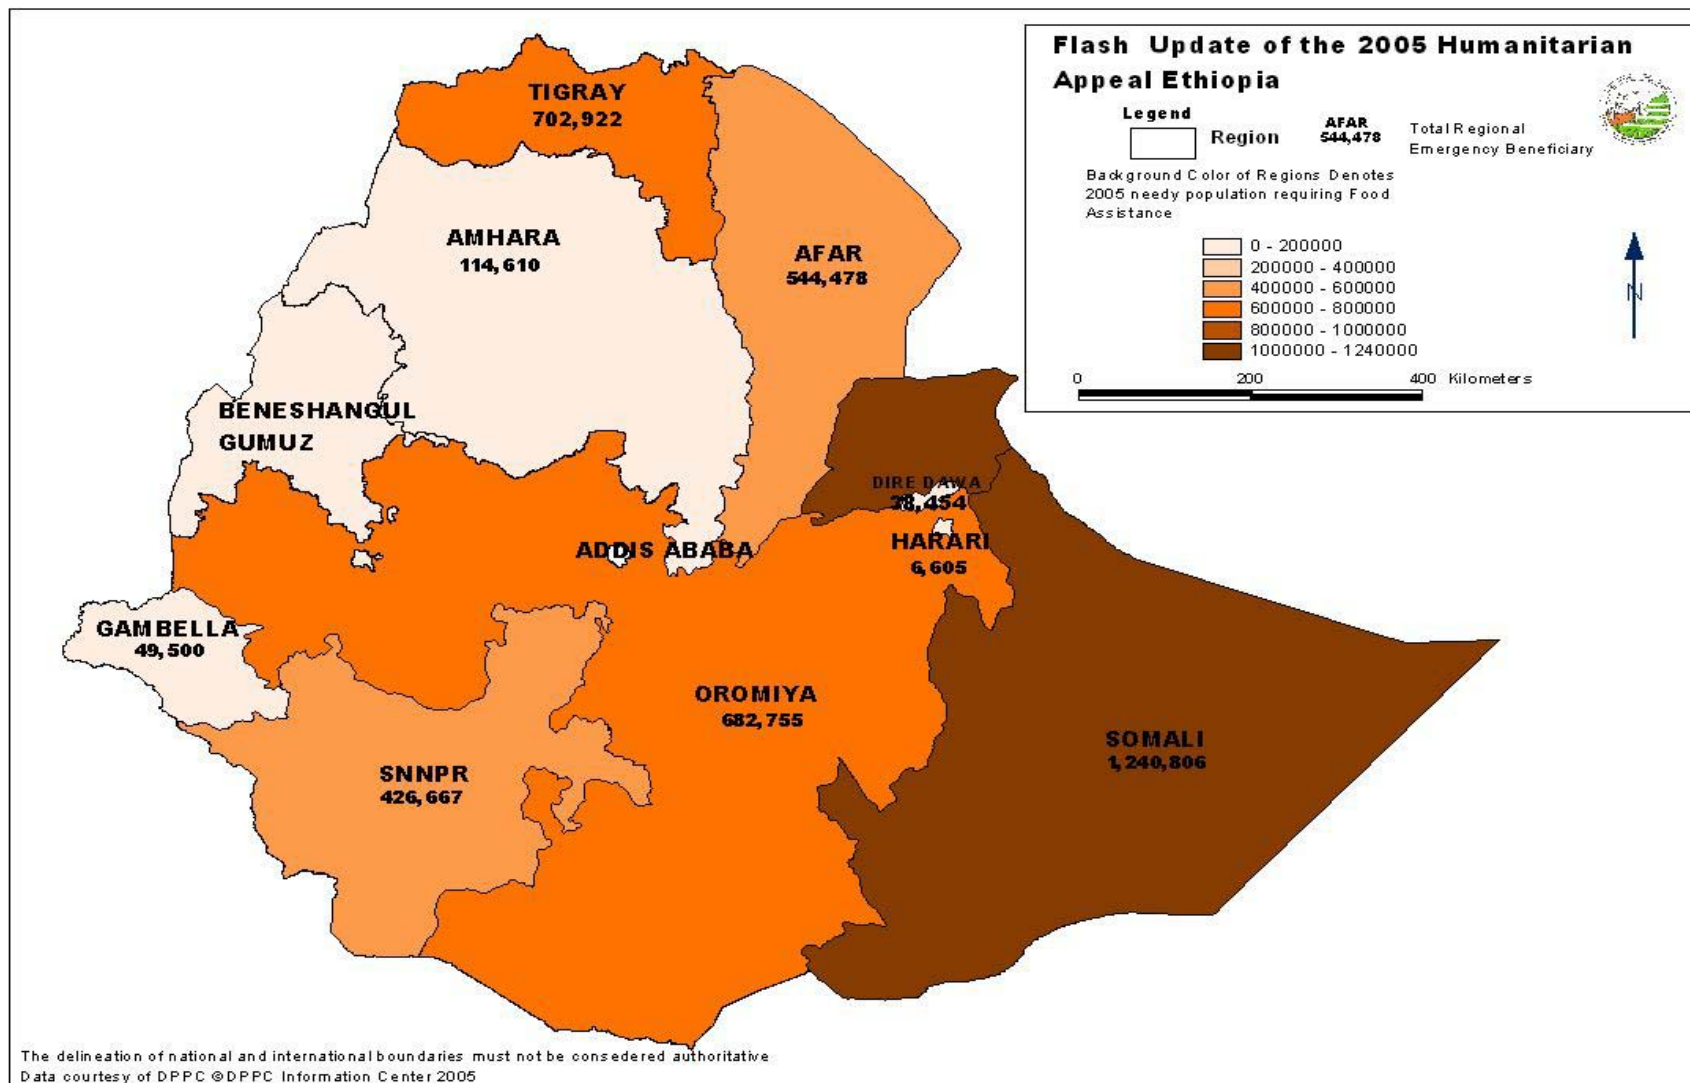 Flash Update of the 2005 Humanitarian
Appeal Ethiopia
Legend
Region
AFAR
544,478
Total Regional
Emergency Beneficiary
Background Color of Regions Denotes
2005 needy population requiring Food
Assistance
0 - 200000
200000 - 400000
400000 - 600000
600000 - 800000
800000 - 1000000
1000000 - 1240000
N
0 200 400 Kilometers
TIGRAY
702,922
AMHARA
114,610
AFAR
544,478
BENESHANGUL
GUMUZ
DIRE DAWA
38,454
ADDIS ABABA
HARARI
6,605
GAMBELLA
49,500
OROMIYA
682,755
SOMALI
1,240,806
SNNPR
426,667
The delineation of national and international boundaries must not be consedered authoritative
Data courtesy of DPPC ©DPPC Information Center 2005